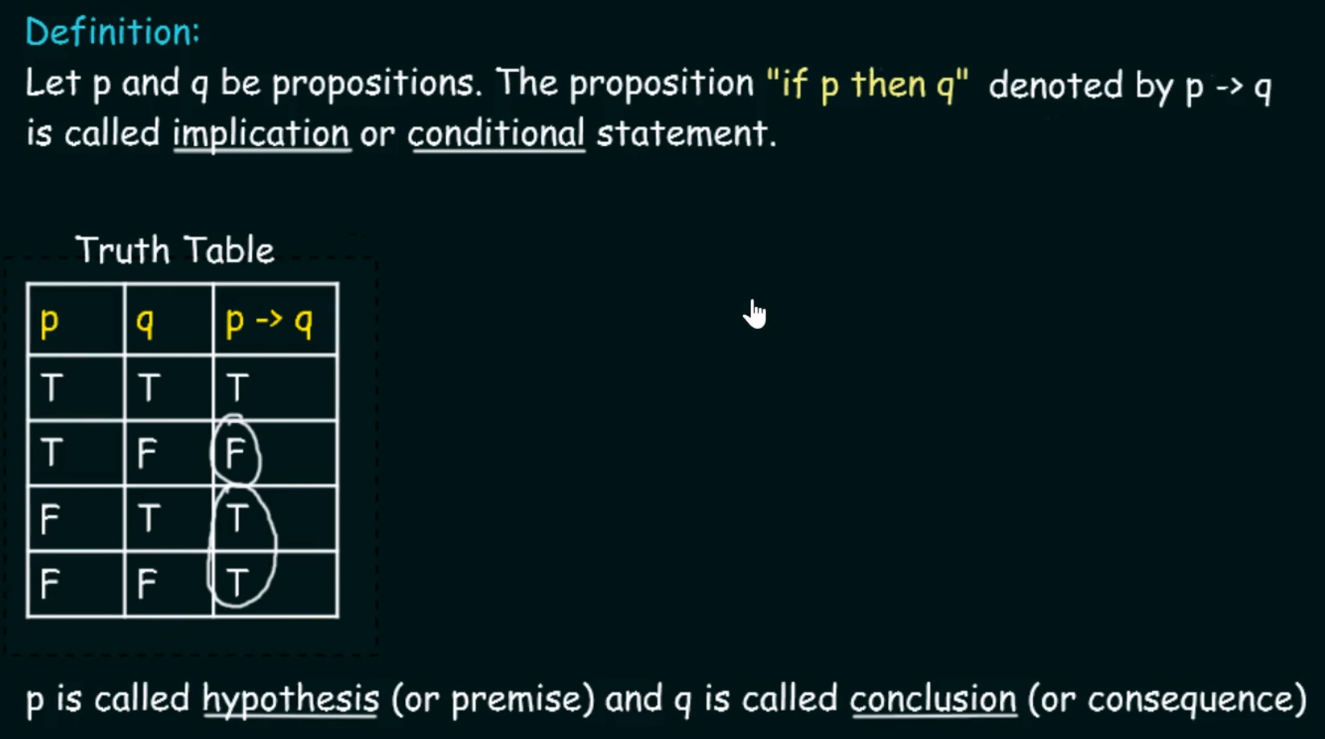 Definition:
Let p and q be propositions. The proposition "if p then q" denoted by p -> q
is called implication or conditional statement.
Truth Table
p q p -> q
T T T
T F F
F T T
F F T
p is called hypothesis (or premise) and q is called conclusion (or consequence)